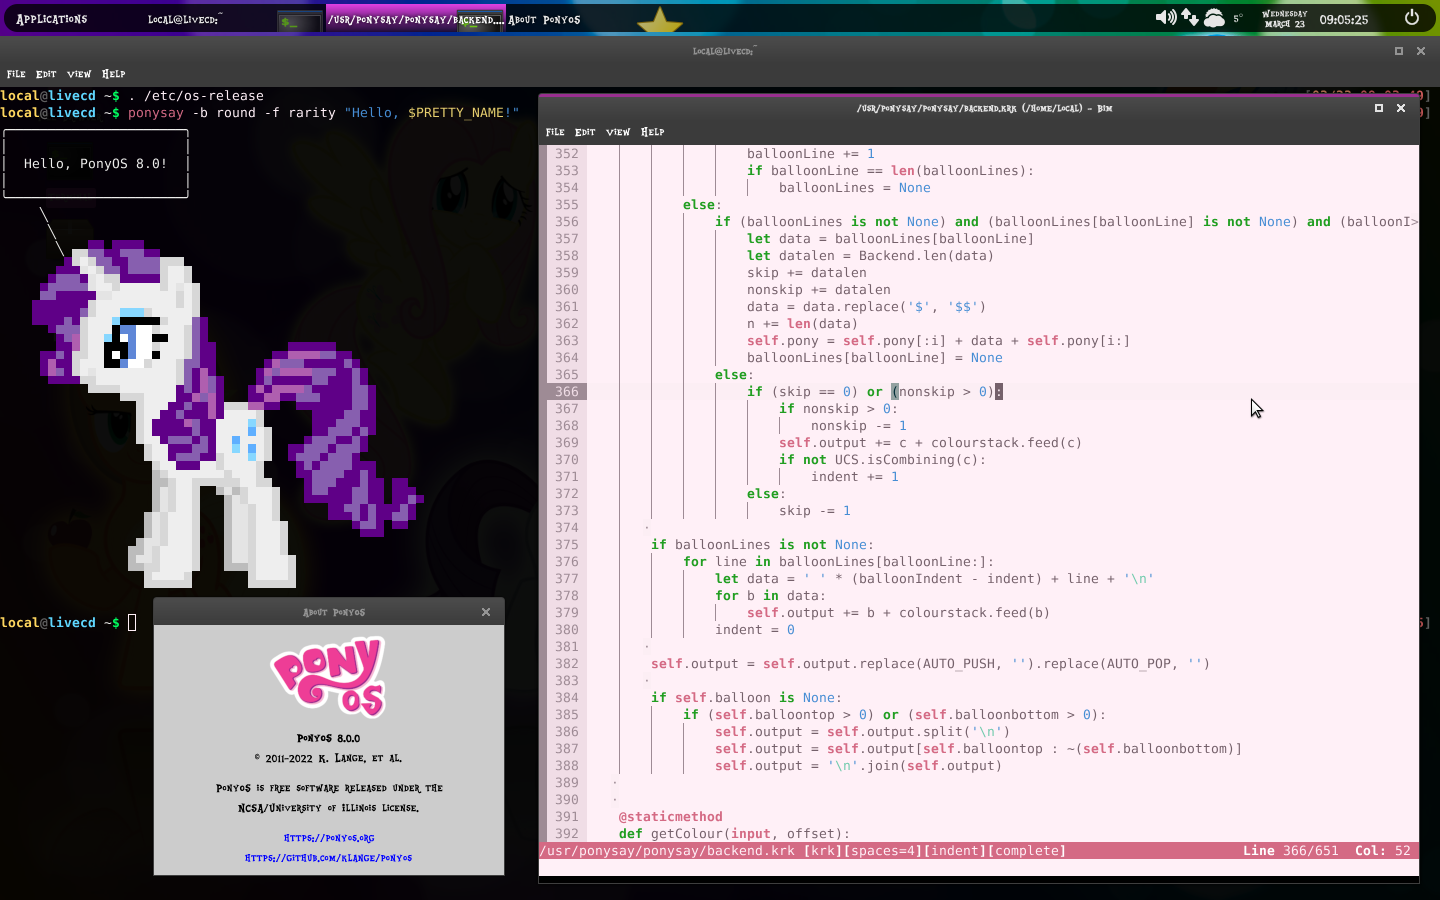 Applications
local@livecd:~
/usr/ponysay/ponysay/backend....
About PonyOS
5°
Wednesday
March 23
09:05:25
local@livecd:~
File Edit View Help
local@livecd ~$ . /etc/os-release
local@livecd ~$ ponysay -b round -f rarity "Hello, $PRETTY_NAME!"
Hello, PonyOS 8.0!
local@livecd ~$
About PonyOS
PONY OS
PonyOS 8.0.0
© 2011-2022 K. Lange, et al.
PonyOS is free software released under the
NCSA/University of Illinois license.
https://ponyos.org
https://github.com/klange/ponyos
/usr/ponysay/ponysay/backend.krk (/home/local) - Bim
File Edit View Help
352 balloonLine += 1
353 if balloonLine == len(balloonLines):
354 balloonLines = None
355 else:
356 if (balloonLines is not None) and (balloonLines[balloonLine] is not None) and (balloonI>
357 let data = balloonLines[balloonLine]
358 let datalen = Backend.len(data)
359 skip += datalen
360 nonskip += datalen
361 data = data.replace('$', '$$')
362 n += len(data)
363 self.pony = self.pony[:i] + data + self.pony[i:]
364 balloonLines[balloonLine] = None
365 else:
366 if (skip == 0) or (nonskip > 0):
367 if nonskip > 0:
368 nonskip -= 1
369 self.output += c + colourstack.feed(c)
370 if not UCS.isCombining(c):
371 indent += 1
372 else:
373 skip -= 1
374
375 if balloonLines is not None:
376 for line in balloonLines[balloonLine:]:
377 let data = ' ' * (balloonIndent - indent) + line + '\n'
378 for b in data:
379 self.output += b + colourstack.feed(b)
380 indent = 0
381
382 self.output = self.output.replace(AUTO_PUSH, '').replace(AUTO_POP, '')
383
384 if self.balloon is None:
385 if (self.balloontop > 0) or (self.balloonbottom > 0):
386 self.output = self.output.split('\n')
387 self.output = self.output[self.balloontop : ~(self.balloonbottom)]
388 self.output = '\n'.join(self.output)
389
390
391 @staticmethod
392 def getColour(input, offset):
/usr/ponysay/ponysay/backend.krk [krk][spaces=4][indent][complete] Line 366/651 Col: 52